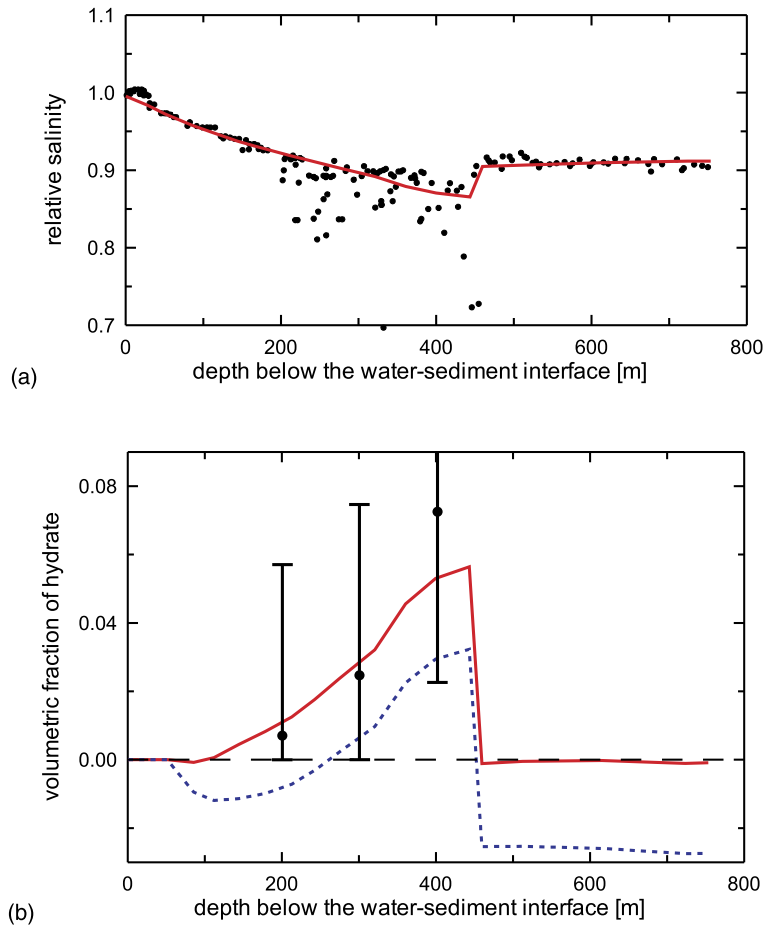 1.1
1.0
0.9
0.8
0.7
relative salinity
0 200 400 600 800
depth below the water-sediment interface [m]
(a)
0.08
0.04
0.00
volumetric fraction of hydrate
0 200 400 600 800
depth below the water-sediment interface [m]
(b)